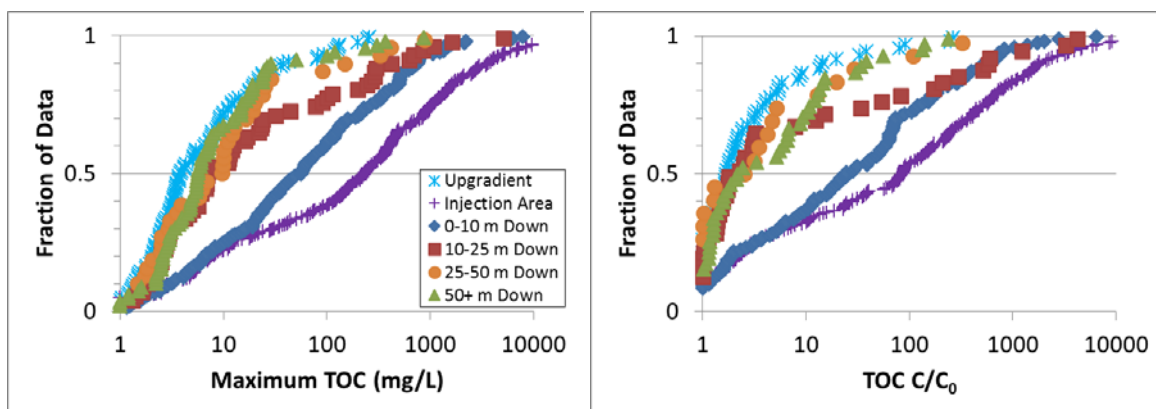 1
0.5
0
Fraction of Data
1 10 100 1000 10000
Maximum TOC (mg/L)
Upgradient
Injection Area
0-10 m Down
10-25 m Down
25-50 m Down
50+ m Down
1
0.5
0
Fraction of Data
1 10 100 1000 10000
TOC C/C₀